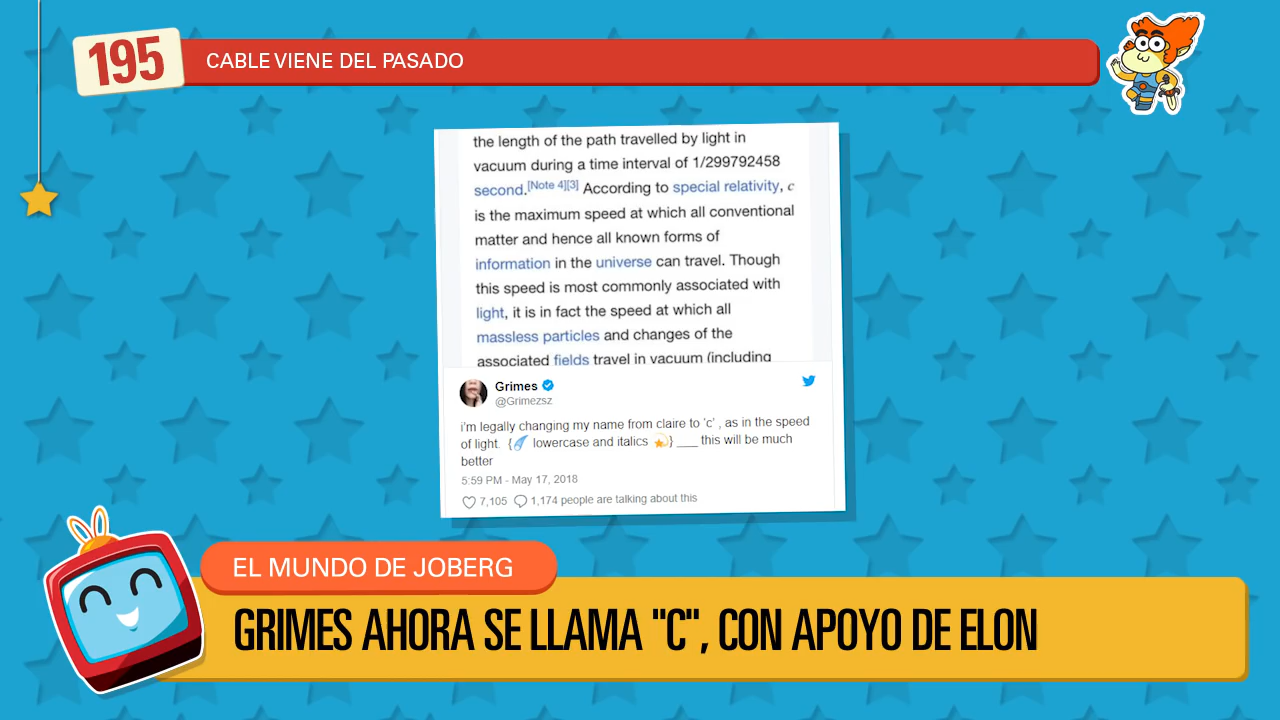 195
CABLE VIENE DEL PASADO
the length of the path travelled by light in
vacuum during a time interval of 1/299792458
second.[Note 4][3] According to special relativity, c
is the maximum speed at which all conventional
matter and hence all known forms of
information in the universe can travel. Though
this speed is most commonly associated with
light, it is in fact the speed at which all
massless particles and changes of the
associated fields travel in vacuum (including
Grimes
@Grimezsz
i'm legally changing my name from claire to 'c' , as in the speed
of light. {☄️ lowercase and italics 💫} ___ this will be much
better
5:59 PM - May 17, 2018
7,105 1,174 people are talking about this
EL MUNDO DE JOBERG
GRIMES AHORA SE LLAMA "C", CON APOYO DE ELON